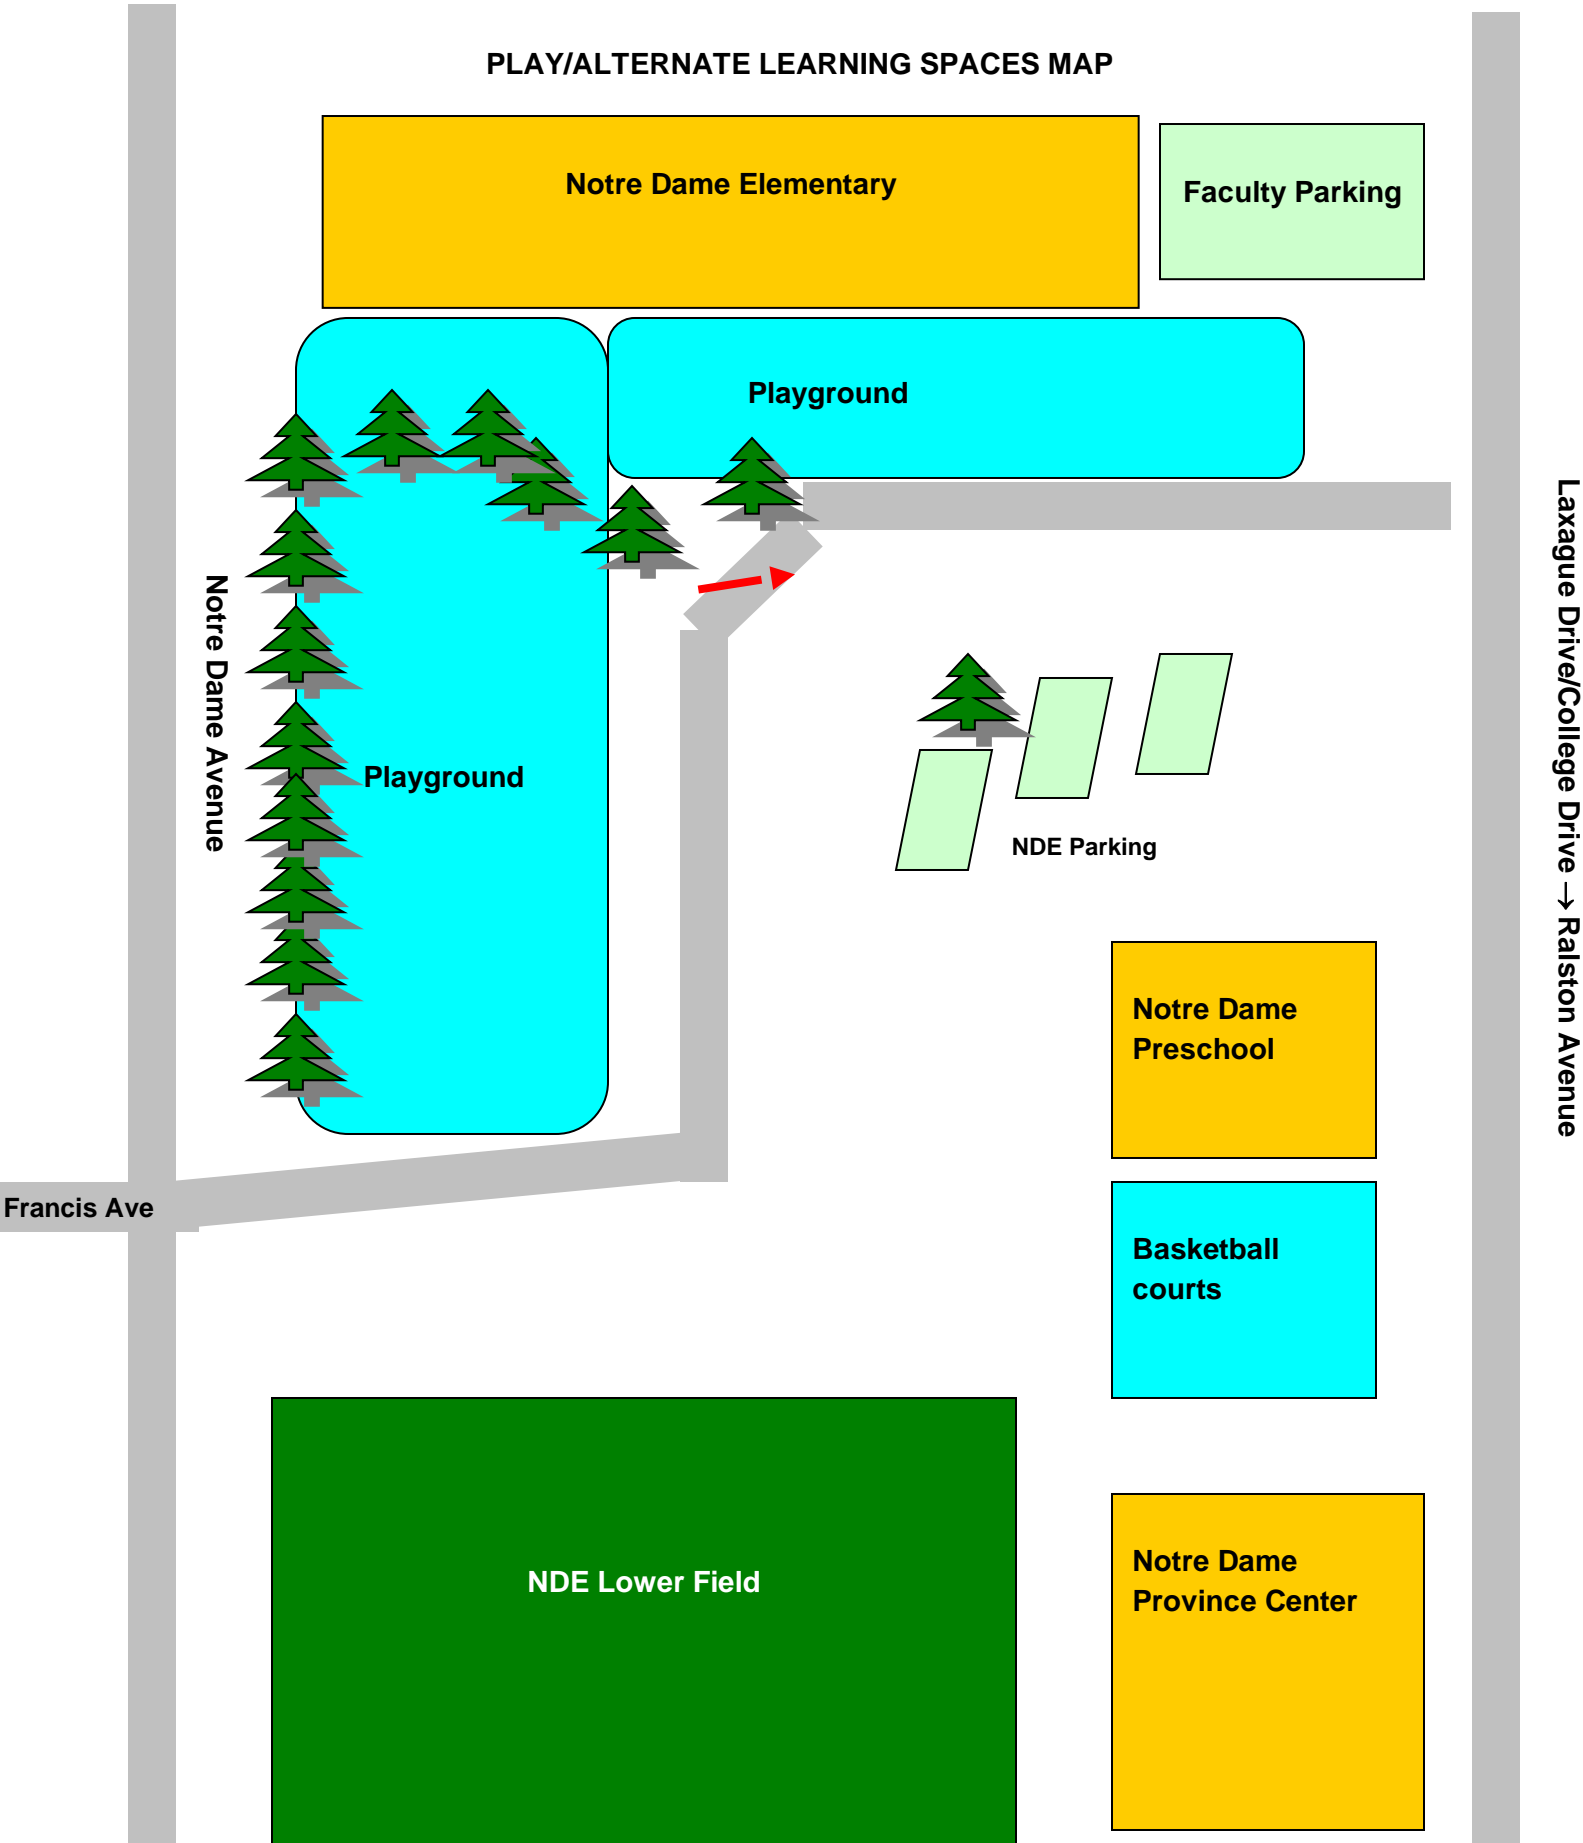 PLAY/ALTERNATE LEARNING SPACES MAP
Notre Dame Elementary
Faculty Parking
Playground
Laxague Drive/College Drive → Ralston Avenue
Notre Dame Avenue
Playground
NDE Parking
Notre Dame
Preschool
Francis Ave
Basketball
courts
NDE Lower Field
Notre Dame
Province Center